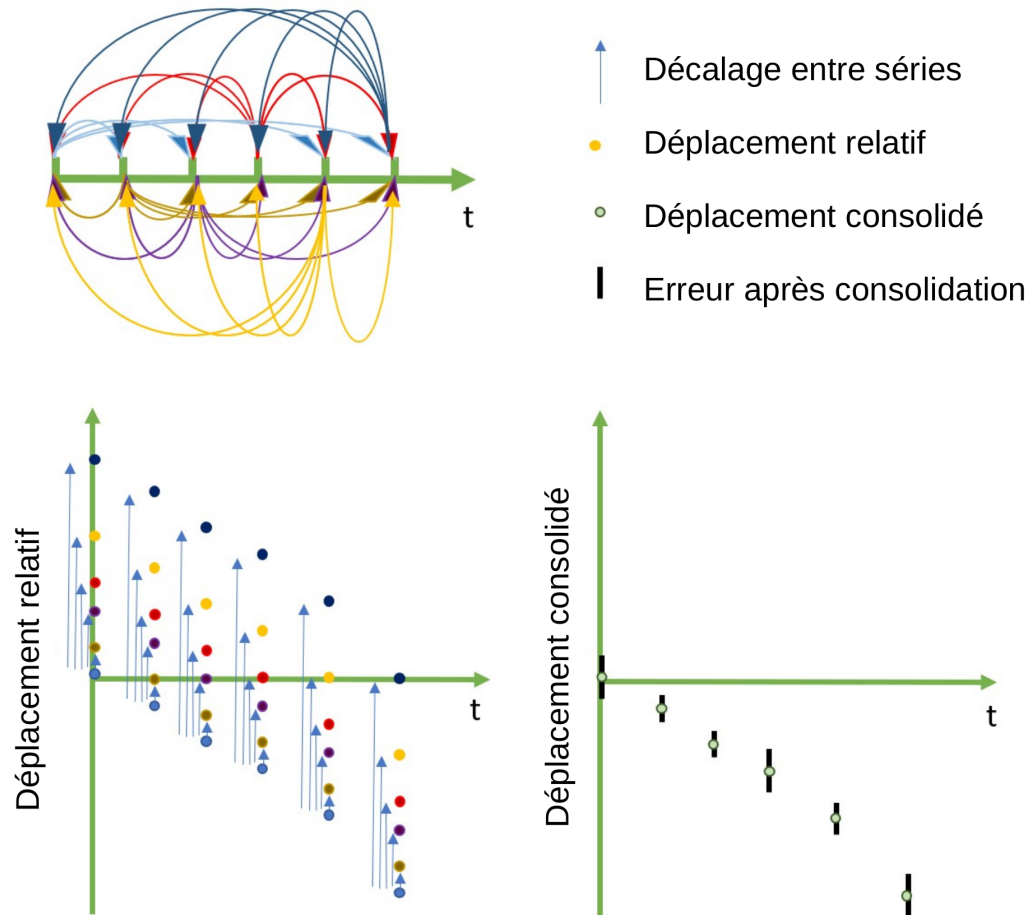 Décalage entre séries
Déplacement relatif
t
Déplacement consolidé
Erreur après consolidation
Déplacement relatif
t
Déplacement consolidé
t